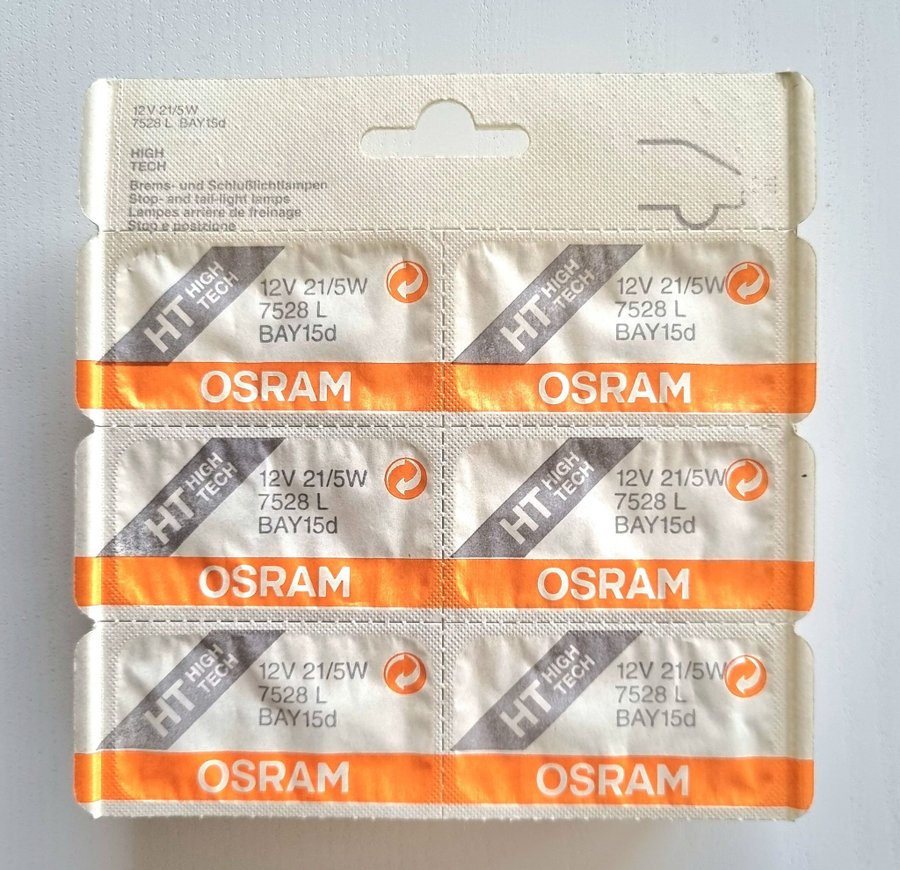 12V 21/5W
7528 L BAY15d
HIGH
TECH
Brems- und Schlußlichtlampen
Stop- and tail-light lamps
Lampes arrière de freinage
Stop e posizione
HT HIGH
TECH
12V 21/5W
7528 L
BAY15d
OSRAM
HT HIGH
TECH
12V 21/5W
7528 L
BAY15d
OSRAM
HT HIGH
TECH
12V 21/5W
7528 L
BAY15d
OSRAM
HT HIGH
TECH
12V 21/5W
7528 L
BAY15d
OSRAM
HT HIGH
TECH
12V 21/5W
7528 L
BAY15d
OSRAM
HT HIGH
TECH
12V 21/5W
7528 L
BAY15d
OSRAM